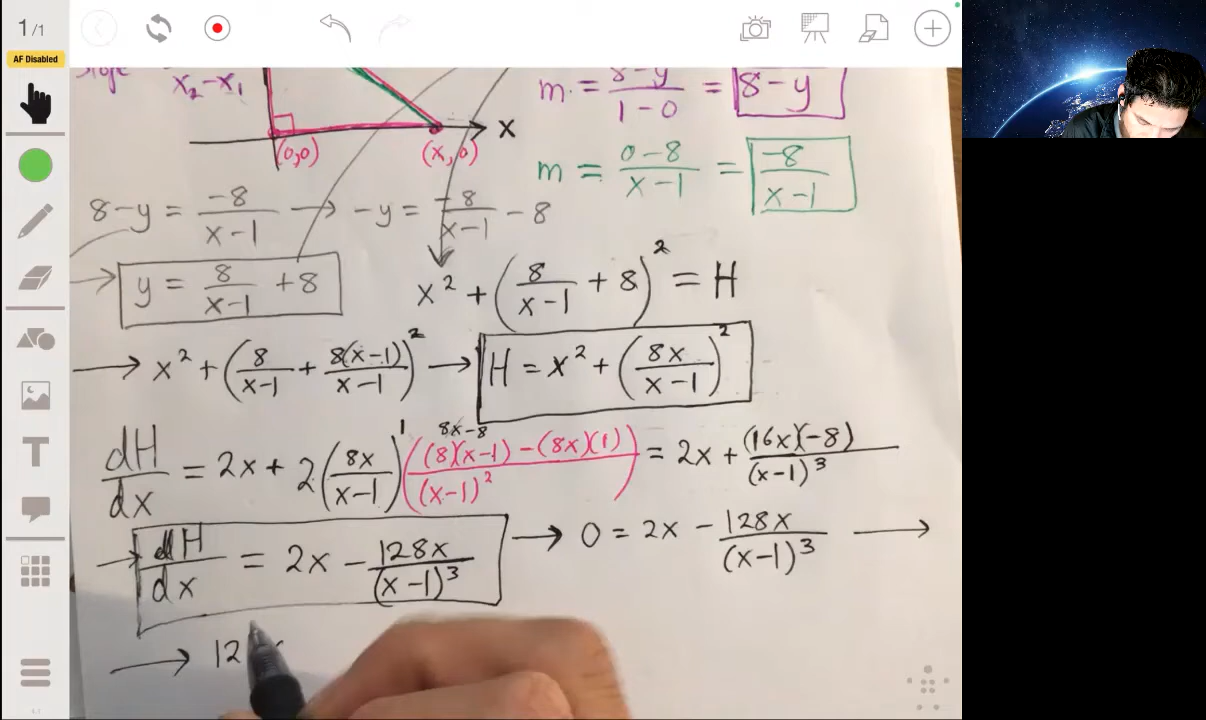 1/1
AF Disabled
slope x₂-x₁
m = 8-y / 1-0 = 8-y
x
(0,0) (x,0)
m = 0-8 / x-1 = -8 / x-1
8-y = -8 / x-1 → -y = -8 / x-1 - 8
→ y = 8 / x-1 + 8
x² + (8 / x-1 + 8)² = H
→ x² + (8 / x-1 + 8(x-1) / x-1)² → H = x² + (8x / x-1)²
8x-8
dH / dx = 2x + 2(8x / x-1)¹((8)(x-1) - (8x)(1) / (x-1)²) = 2x + (16x)(-8) / (x-1)³
→ dH / dx = 2x - 128x / (x-1)³ → 0 = 2x - 128x / (x-1)³ →
→ 12
T